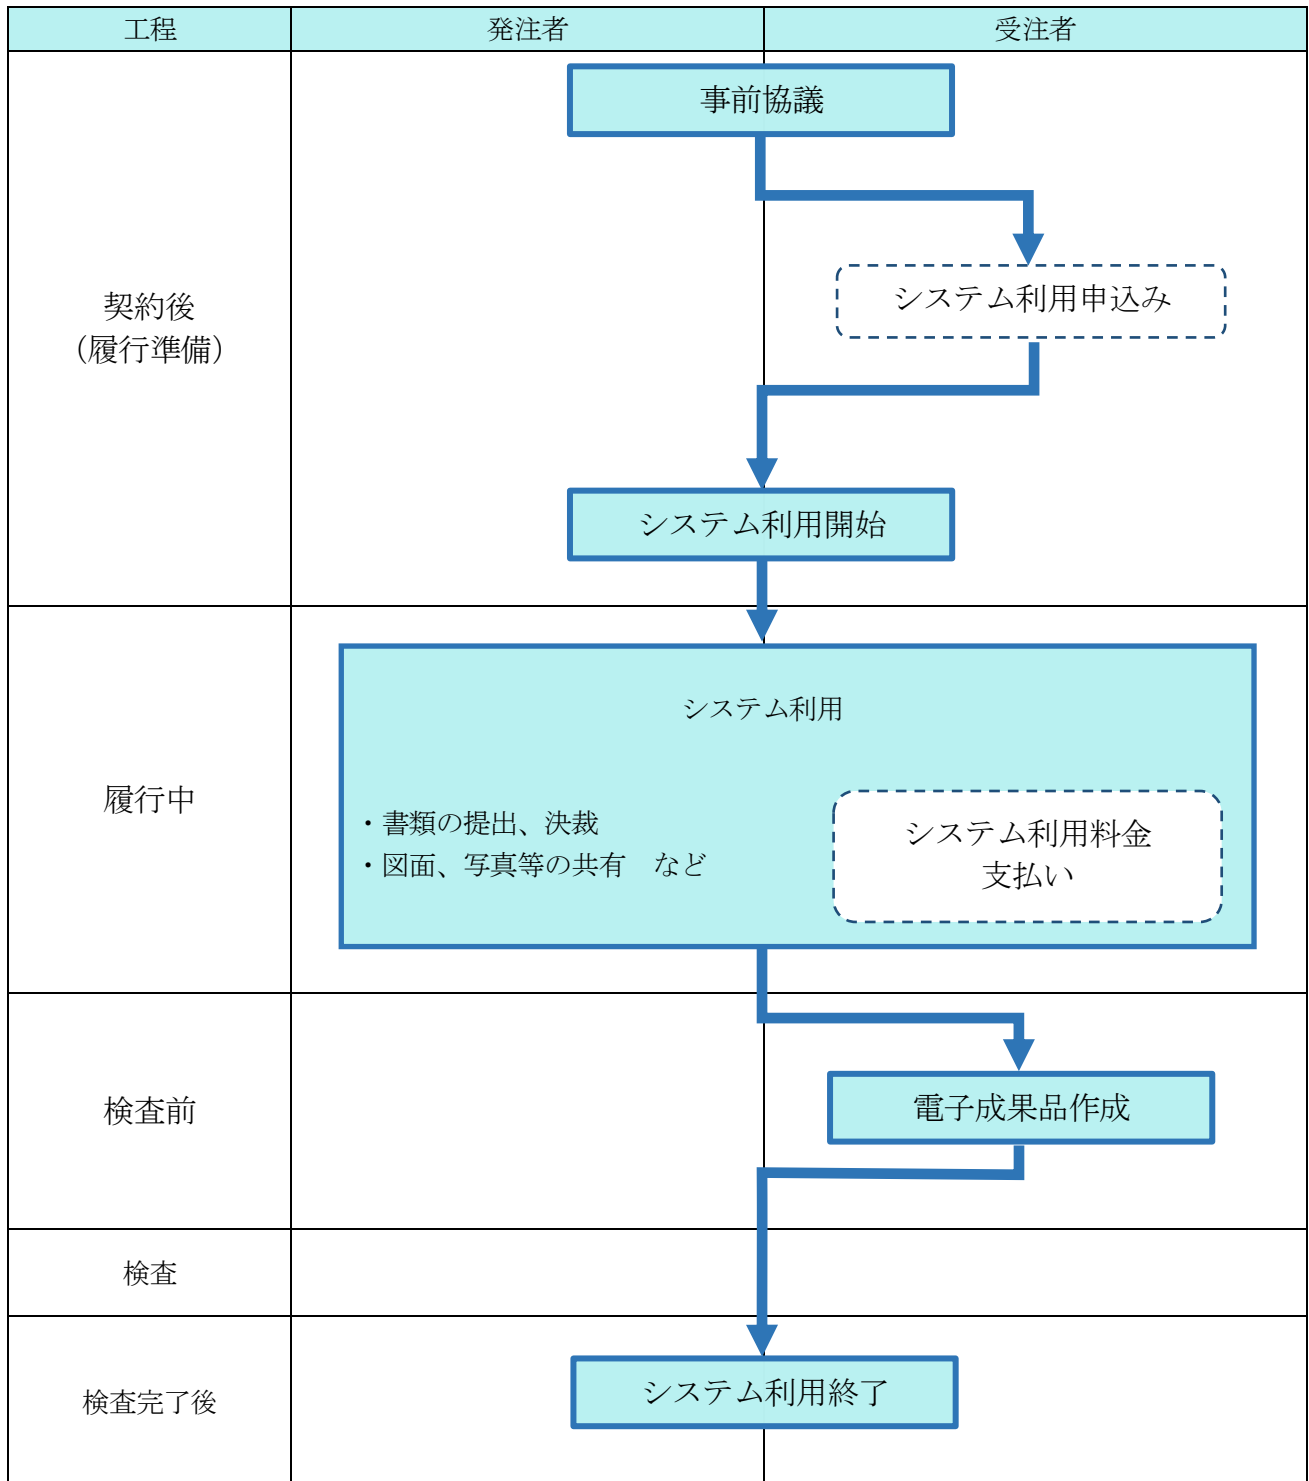 工程
発注者
受注者
事前協議
システム利用申込み
契約後
（履行準備）
システム利用開始
システム利用
履行中
・書類の提出、決裁
・図面、写真等の共有　など
システム利用料金
支払い
電子成果品作成
検査前
検査
システム利用終了
検査完了後